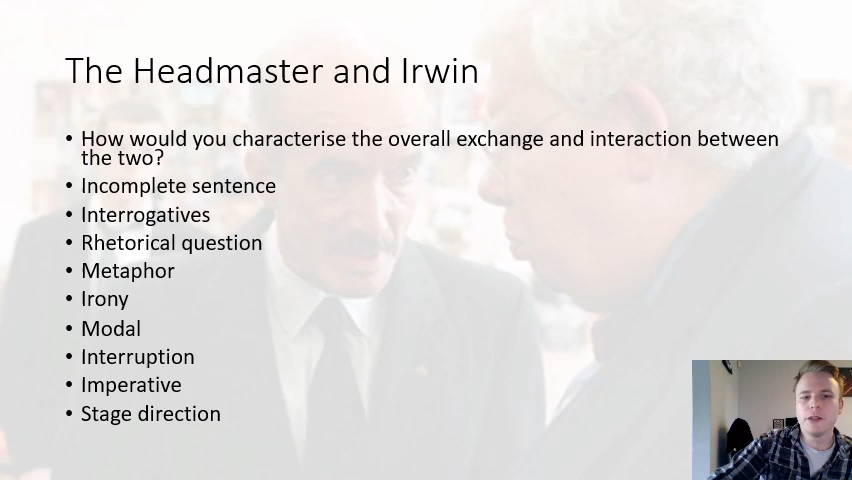 The Headmaster and Irwin
• How would you characterise the overall exchange and interaction between
the two?
• Incomplete sentence
• Interrogatives
• Rhetorical question
• Metaphor
• Irony
• Modal
• Interruption
• Imperative
• Stage direction